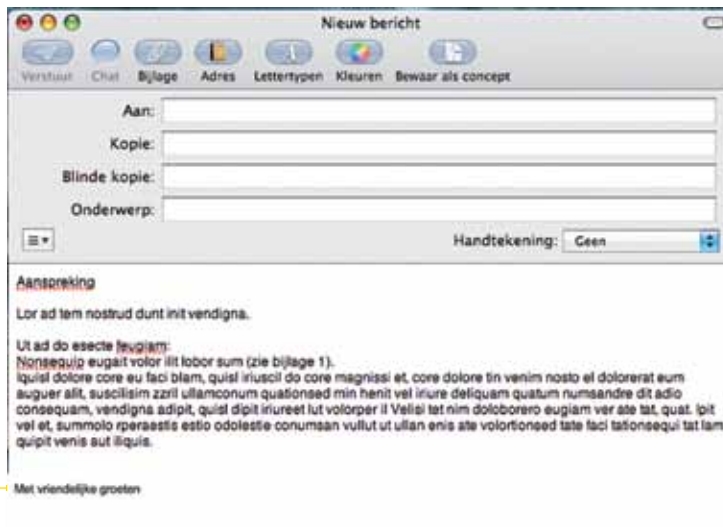 Nieuw bericht
Verstuur Chat Bijlage Adres Lettertypen Kleuren Bewaar als concept
Aan:
Kopie:
Blinde kopie:
Onderwerp:
Handtekening: Geen
Aanspreking
Lor ad tem nostrud dunt init vendigna.
Ut ad do esecte feugiam:
Nonsequip eugait volor ilit lobor sum (zie bijlage 1).
Iquisl dolore core eu faci blam, quisl iriuscil do core magnissi et, core dolore tin venim nosto el dolorerat eum
auguer alit, suscilisim zzril ullamconum quationsed min henit vel iriure deliquam quatum numsandre dit adio
consequam, vendigna adipit, quisl dipit iriureet lut volorper il Velisi tet nim doloborero eugiam ver ate tat, quat. Ipit
vel et, summolo rperaestis estio odolestie conumsan vullut ut ullan enis ate volortionsed tate faci tationsequi tat lam
quipit venis aut iliquis.
Met vriendelijke groeten